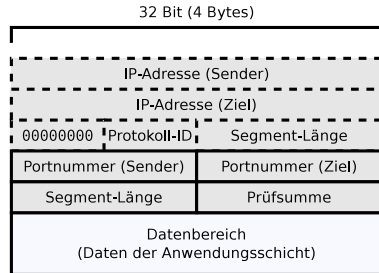 32 Bit (4 Bytes)
IP-Adresse (Sender)
IP-Adresse (Ziel)
00000000 Protokoll-ID Segment-Länge
Portnummer (Sender) Portnummer (Ziel)
Segment-Länge Prüfsumme
Datenbereich
(Daten der Anwendungsschicht)